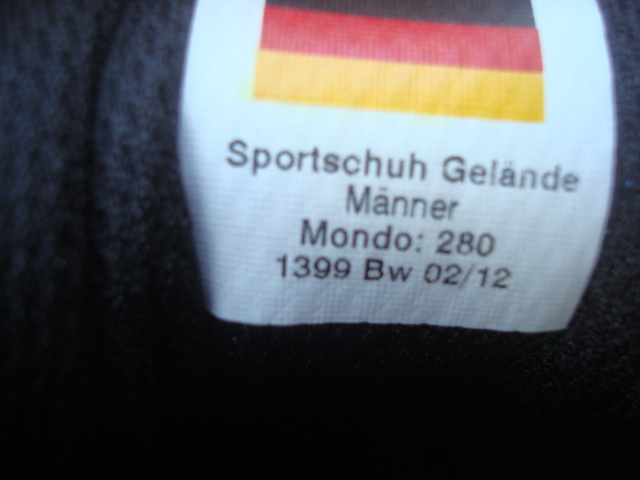 Sportschuh Gelände
Männer
Mondo: 280
1399 Bw 02/12